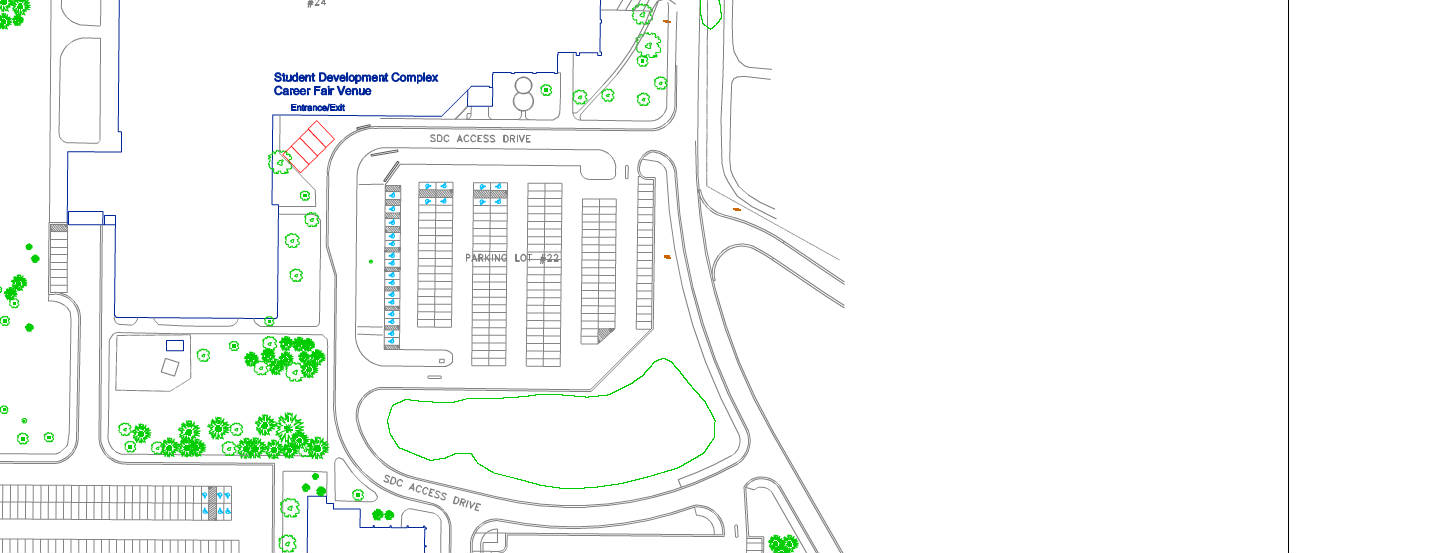 #24
Student Development Complex
Career Fair Venue
Entrance/Exit
SDC ACCESS DRIVE
PARKING LOT #22
SDC ACCESS DRIVE